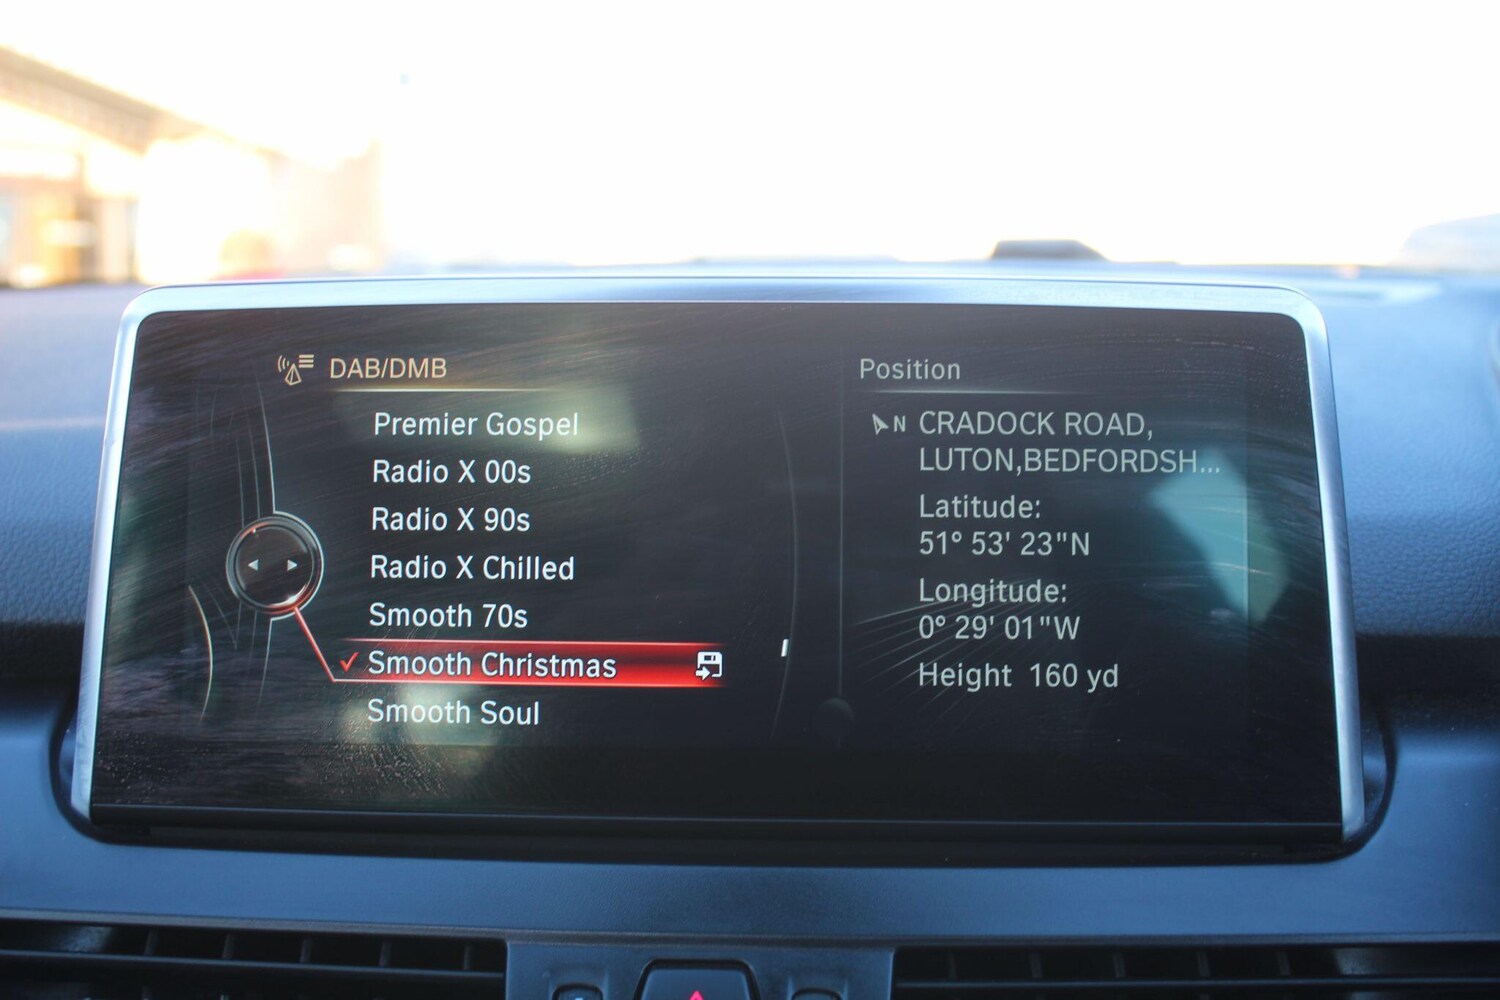 DAB/DMB
Premier Gospel
Radio X 00s
Radio X 90s
Radio X Chilled
Smooth 70s
Smooth Christmas
Smooth Soul
Position
N CRADOCK ROAD,
LUTON,BEDFORDSH...
Latitude:
51° 53' 23"N
Longitude:
0° 29' 01"W
Height 160 yd